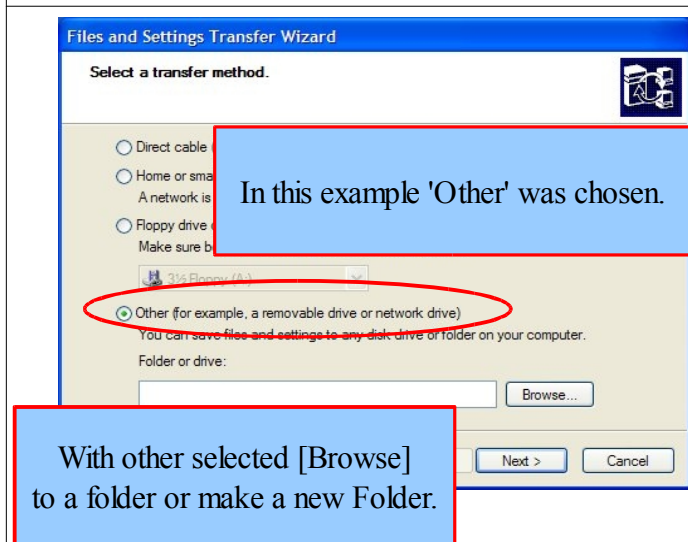 Files and Settings Transfer Wizard
Select a transfer method.
Direct cable
Home or sma
A network is
In this example 'Other' was chosen.
Floppy drive
Make sure b
3½ Floppy (A:)
Other (for example, a removable drive or network drive)
You can save files and settings to any disk drive or folder on your computer.
Folder or drive:
Browse...
With other selected [Browse]
to a folder or make a new Folder.
Next >
Cancel